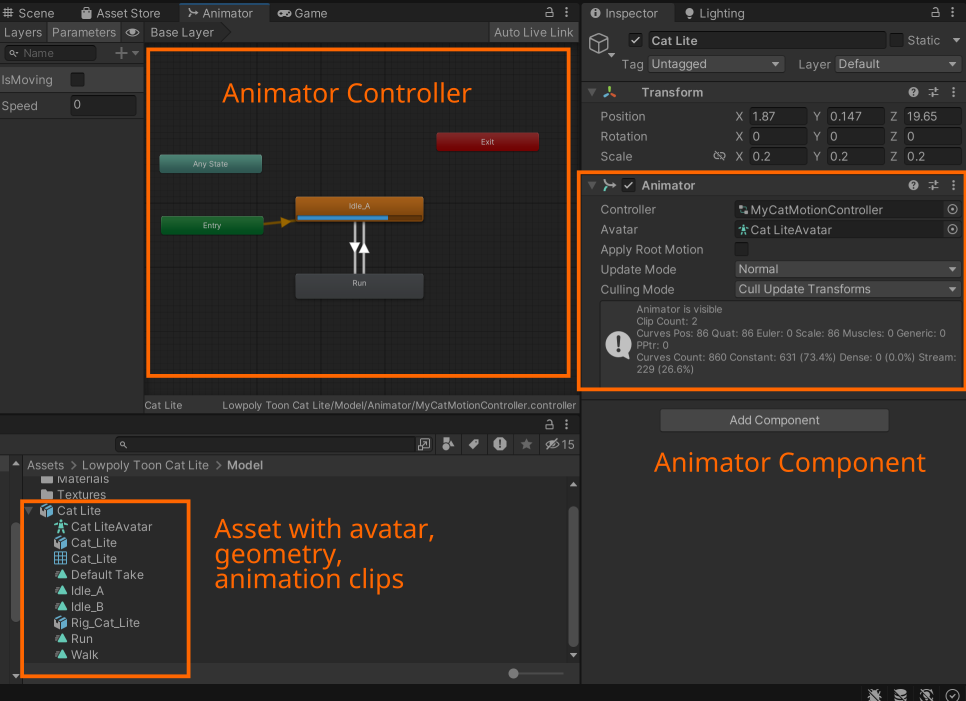 Scene
Asset Store
Animator
Game
Layers
Parameters
Base Layer
Auto Live Link
Name
IsMoving
Speed
0
Animator Controller
Any State
Exit
Idle_A
Entry
Run
Cat Lite
Lowpoly Toon Cat Lite/Model/Animator/MyCatMotionController.controller
15
Assets > Lowpoly Toon Cat Lite > Model
Materials
Textures
Cat Lite
Cat LiteAvatar
Cat_Lite
Cat_Lite
Default Take
Idle_A
Idle_B
Rig_Cat_Lite
Run
Walk
Asset with avatar,
geometry,
animation clips
Inspector
Lighting
Cat Lite
Static
Tag Untagged
Layer Default
Transform
Position X 1.87 Y 0.147 Z 19.65
Rotation X 0 Y 0 Z 0
Scale X 0.2 Y 0.2 Z 0.2
Animator
Controller MyCatMotionController
Avatar Cat LiteAvatar
Apply Root Motion
Update Mode Normal
Culling Mode Cull Update Transforms
Animator is visible
Clip Count: 2
Curves Pos: 86 Quat: 86 Euler: 0 Scale: 86 Muscles: 0 Generic: 0
PPtr: 0
Curves Count: 860 Constant: 631 (73.4%) Dense: 0 (0.0%) Stream:
229 (26.6%)
Add Component
Animator Component